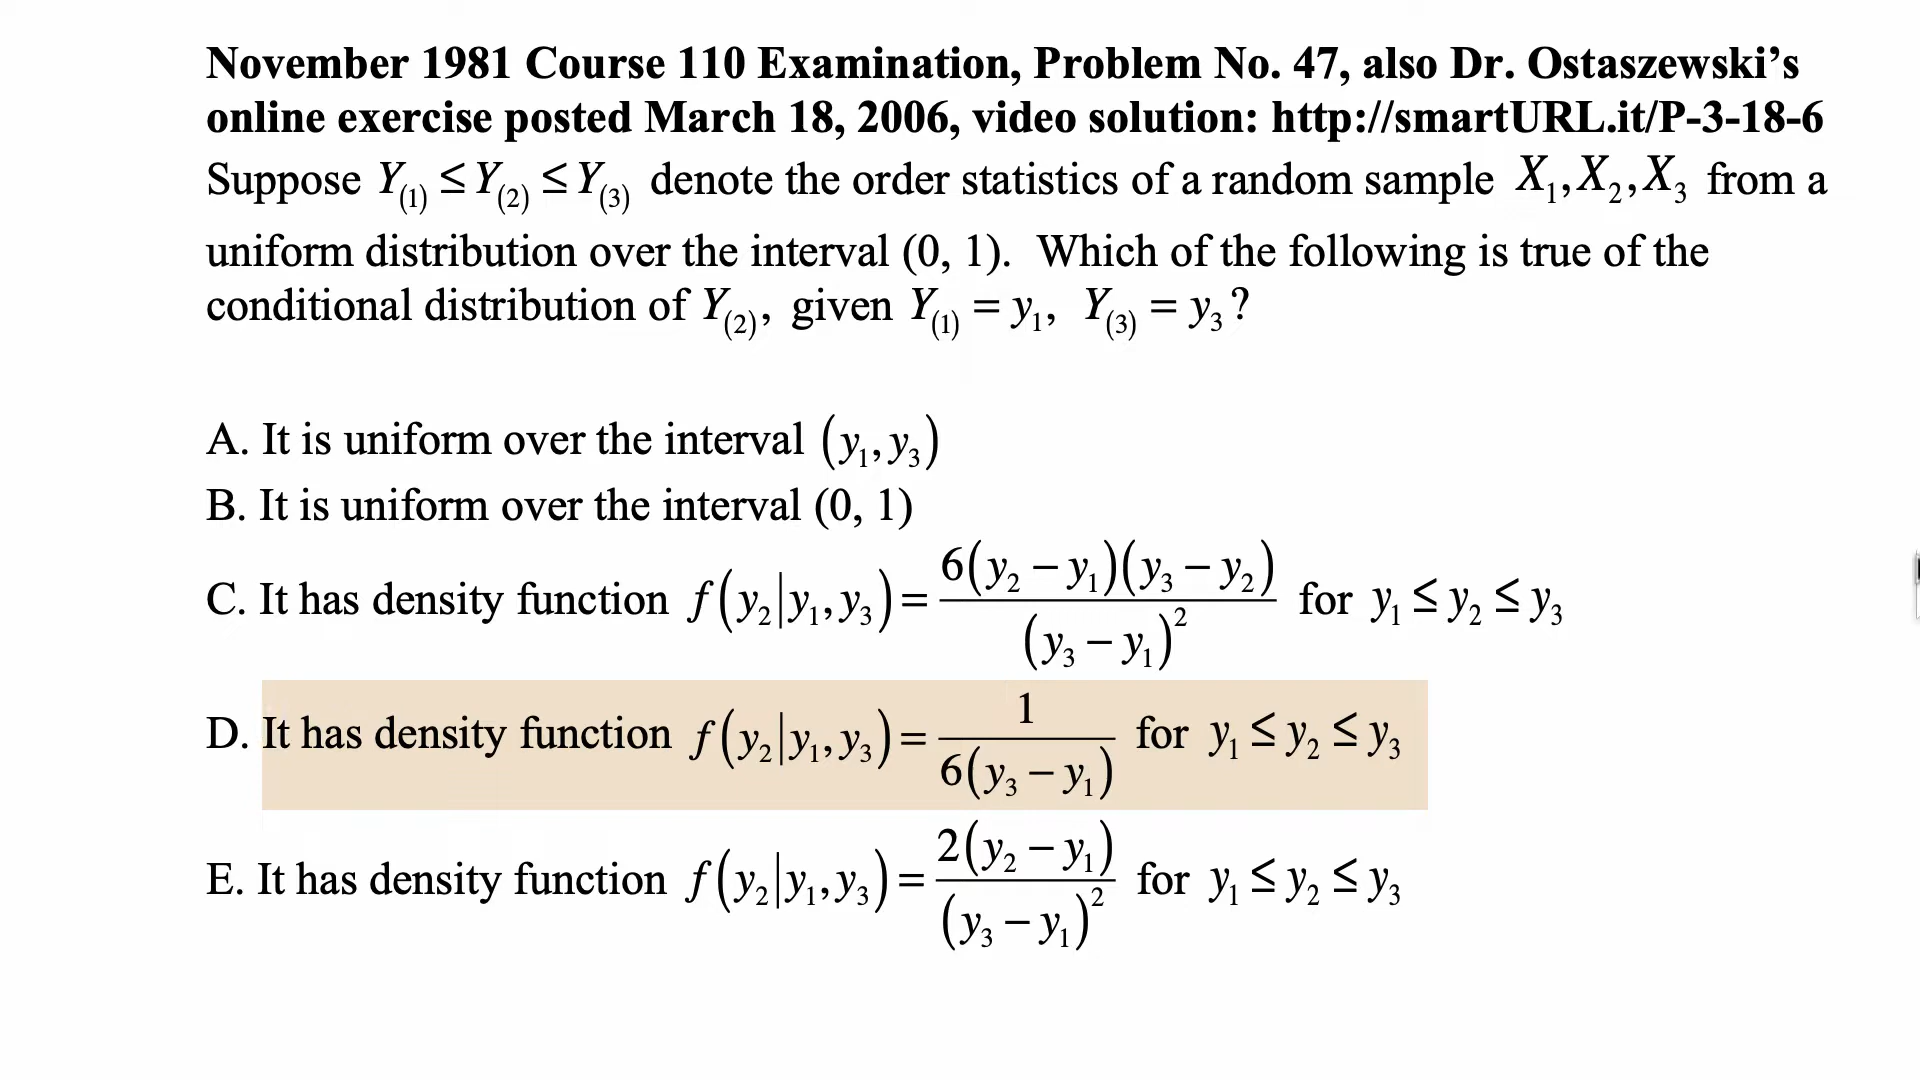 November 1981 Course 110 Examination, Problem No. 47, also Dr. Ostaszewski’s
online exercise posted March 18, 2006, video solution: http://smartURL.it/P-3-18-6
Suppose Y₍₁₎ ≤ Y₍₂₎ ≤ Y₍₃₎ denote the order statistics of a random sample X₁, X₂, X₃ from a
uniform distribution over the interval (0, 1). Which of the following is true of the
conditional distribution of Y₍₂₎, given Y₍₁₎ = y₁, Y₍₃₎ = y₃?
A. It is uniform over the interval (y₁, y₃)
B. It is uniform over the interval (0, 1)
C. It has density function f(y₂|y₁, y₃) = 6(y₂ − y₁)(y₃ − y₂) / (y₃ − y₁)² for y₁ ≤ y₂ ≤ y₃
D. It has density function f(y₂|y₁, y₃) = 1 / 6(y₃ − y₁) for y₁ ≤ y₂ ≤ y₃
E. It has density function f(y₂|y₁, y₃) = 2(y₂ − y₁) / (y₃ − y₁)² for y₁ ≤ y₂ ≤ y₃